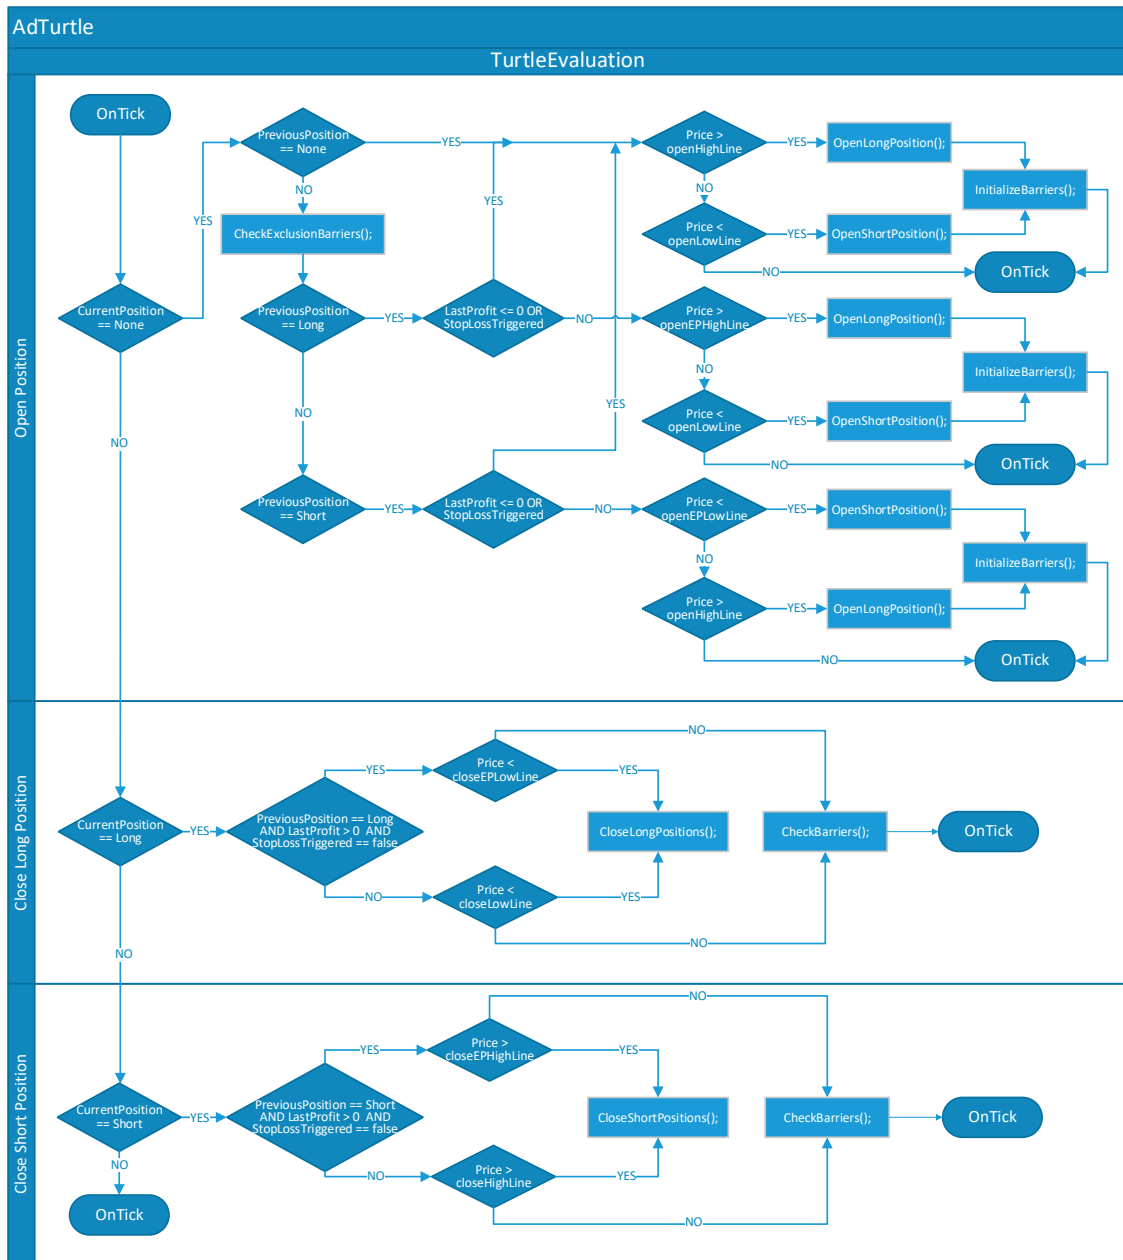 AdTurtle
TurtleEvaluation
Open Position
OnTick
PreviousPosition
== None
YES
Price >
openHighLine
YES
OpenLongPosition();
NO
NO
InitializeBarriers();
YES
YES
CheckExclusionBarriers();
Price <
openLowLine
YES
OpenShortPosition();
NO
OnTick
CurrentPosition
== None
PreviousPosition
== Long
YES
LastProfit <= 0 OR
StopLossTriggered
NO
Price >
openEPHighLine
YES
OpenLongPosition();
NO
InitializeBarriers();
NO
YES
Price <
openLowLine
YES
OpenShortPosition();
NO
NO
OnTick
PreviousPosition
== Short
YES
LastProfit <= 0 OR
StopLossTriggered
NO
Price <
openEPLowLine
YES
OpenShortPosition();
NO
InitializeBarriers();
Price >
openHighLine
YES
OpenLongPosition();
NO
OnTick
Close Long Position
NO
YES
Price <
closeEPLowLine
YES
CurrentPosition
== Long
YES
PreviousPosition == Long
AND LastProfit > 0 AND
StopLossTriggered == false
CloseLongPositions();
CheckBarriers();
OnTick
NO
Price <
closeLowLine
YES
NO
NO
Close Short Position
NO
YES
Price >
closeEPHighLine
YES
CurrentPosition
== Short
YES
PreviousPosition == Short
AND LastProfit > 0 AND
StopLossTriggered == false
CloseShortPositions();
CheckBarriers();
OnTick
NO
NO
Price >
closeHighLine
YES
OnTick
NO